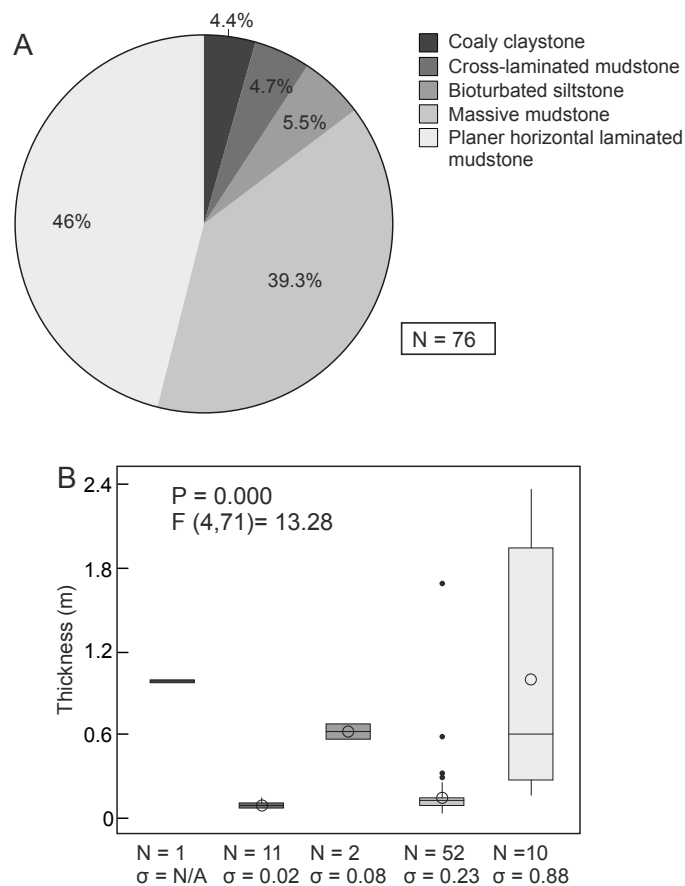 A
4.4%
4.7%
5.5%
39.3%
46%
Coaly claystone
Cross-laminated mudstone
Bioturbated siltstone
Massive mudstone
Planer horizontal laminated
mudstone
N = 76
B
P = 0.000
F (4,71)= 13.28
Thickness (m)
2.4
1.8
1.2
0.6
0
N = 1 N = 11 N = 2 N = 52 N =10
σ = N/A σ = 0.02 σ = 0.08 σ = 0.23 σ = 0.88